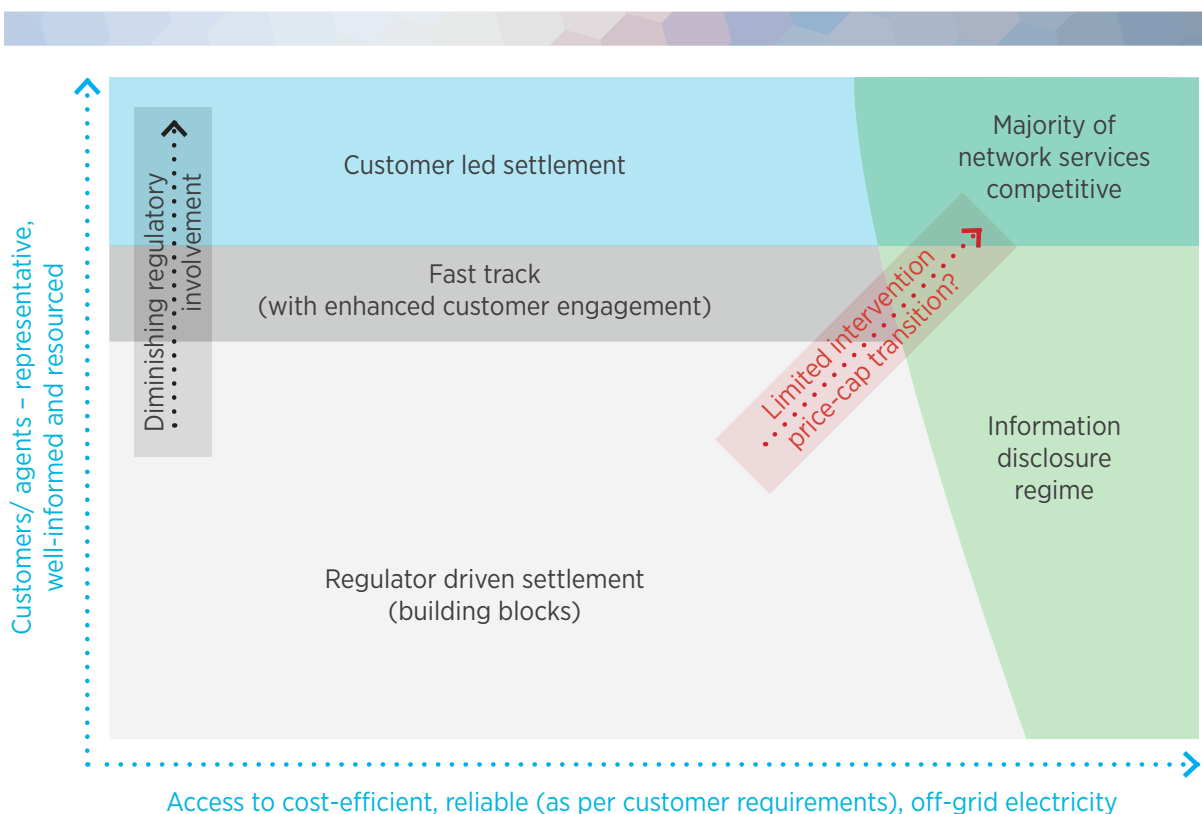 Customers/ agents – representative,
well-informed and resourced
Diminishing regulatory
involvement
Customer led settlement
Majority of
network services
competitive
Fast track
(with enhanced customer engagement)
Limited intervention
price-cap transition?
Information
disclosure
regime
Regulator driven settlement
(building blocks)
Access to cost-efficient, reliable (as per customer requirements), off-grid electricity